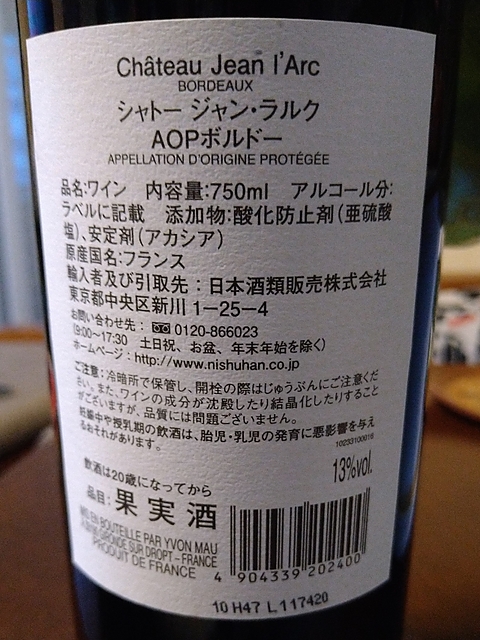 Château Jean l'Arc
BORDEAUX
シャトー ジャン・ラルク
AOPボルドー
APPELLATION D'ORIGINE PROTÉGÉE
品名:ワイン 内容量:750ml アルコール分:
ラベルに記載 添加物:酸化防止剤(亜硫酸
塩)、安定剤(アカシア)
原産国名:フランス
輸入者及び引取先:日本酒類販売株式会社
東京都中央区新川1-25-4
お問い合わせ先: 0120-866023
(9:00~17:30 土日祝、お盆、年末年始を除く)
ホームページ:http://www.nishuhan.co.jp
ご注意:冷暗所で保管し、開栓の際はじゅうぶんにご注意くだ
さい。また、ワインの成分が沈殿したり結晶化したりすること
がございますが、品質には問題ございません。
妊娠中や授乳期の飲酒は、胎児・乳児の発育に悪影響を与え
るおそれがあります。
10233100016
13%vol.
飲酒は20歳になってから
品目:果実酒
MIS EN BOUTEILLE PAR YVON MAU
GIRONDE SUR DROPT - FRANCE
PRODUIT DE FRANCE
4 904339 202400
10 H47 L117420